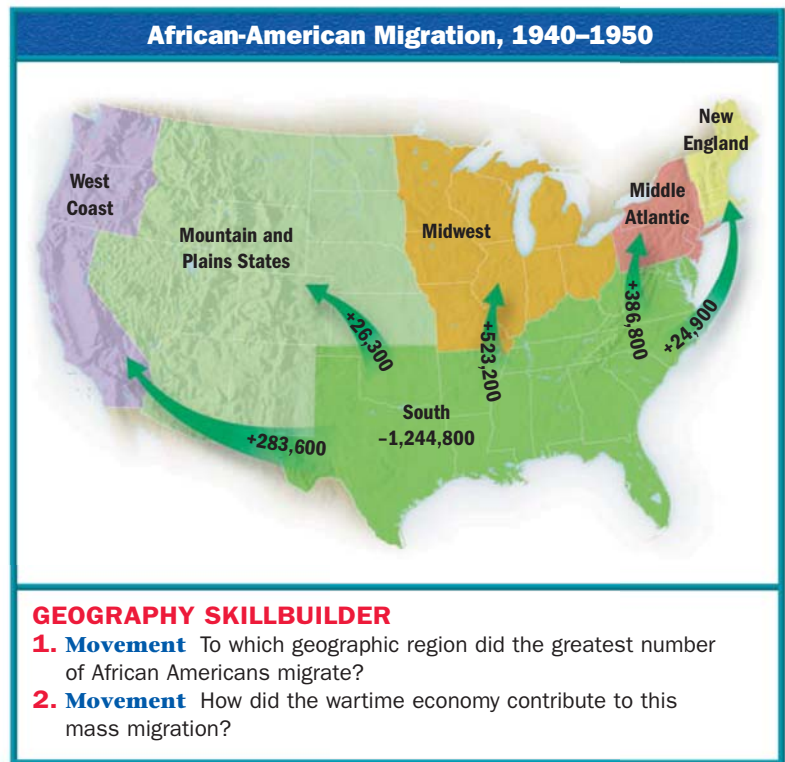 African-American Migration, 1940–1950
New
England
West
Coast
Middle
Atlantic
Mountain and
Plains States
Midwest
+26,300
+523,200
+386,800
+24,900
South
–1,244,800
+283,600
GEOGRAPHY SKILLBUILDER
1. Movement To which geographic region did the greatest number
of African Americans migrate?
2. Movement How did the wartime economy contribute to this
mass migration?